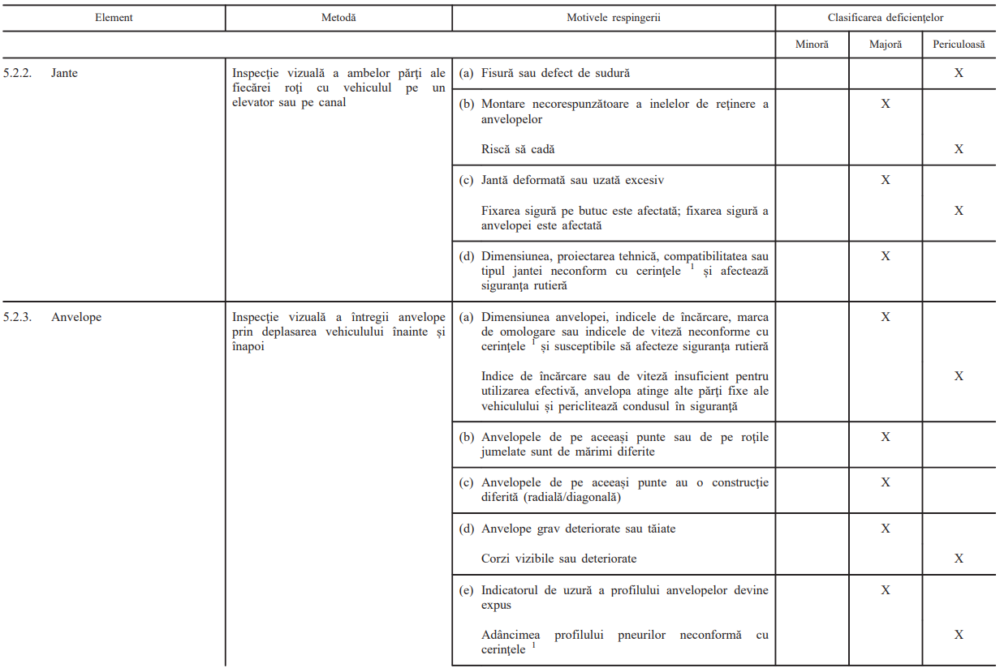 Element Metodă Motivele respingerii Clasificarea deficiențelor
Minoră Majoră Periculoasă
5.2.2. Jante
Inspecție vizuală a ambelor părți ale
fiecărei roți cu vehiculul pe un
elevator sau pe canal
(a) Fisură sau defect de sudură X
(b) Montare necorespunzătoare a inelelor de reținere a X
anvelopelor
Riscă să cadă X
(c) Jantă deformată sau uzată excesiv X
Fixarea sigură pe butuc este afectată; fixarea sigură a X
anvelopei este afectată
(d) Dimensiunea, proiectarea tehnică, compatibilitatea sau X
tipul jantei neconform cu cerințele 1 și afectează
siguranța rutieră
5.2.3. Anvelope
Inspecție vizuală a întregii anvelope
prin deplasarea vehiculului înainte și
înapoi
(a) Dimensiunea anvelopei, indicele de încărcare, marca X
de omologare sau indicele de viteză neconforme cu
cerințele 1 și susceptibile să afecteze siguranța rutieră
Indice de încărcare sau de viteză insuficient pentru X
utilizarea efectivă, anvelopa atinge alte părți fixe ale
vehiculului și periclitează condusul în siguranță
(b) Anvelopele de pe aceeași punte sau de pe roțile X
jumelate sunt de mărimi diferite
(c) Anvelopele de pe aceeași punte au o construcție X
diferită (radială/diagonală)
(d) Anvelope grav deteriorate sau tăiate X
Corzi vizibile sau deteriorate X
(e) Indicatorul de uzură a profilului anvelopelor devine X
expus
Adâncimea profilului pneurilor neconformă cu X
cerințele 1